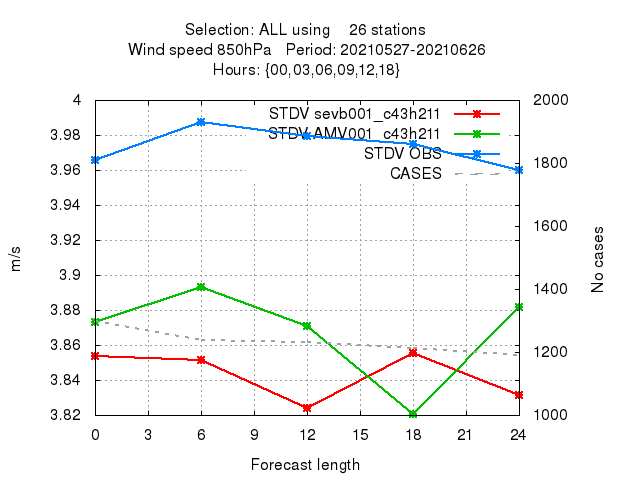 Selection: ALL using    26 stations
Wind speed 850hPa   Period: 20210527-20210626
Hours: {00,03,06,09,12,18}
STDV sevb001_c43h211
STDV AMV001_c43h211
STDV OBS
CASES
4
3.98
3.96
3.94
3.92
3.9
3.88
3.86
3.84
3.82
m/s
2000
1800
1600
1400
1200
1000
No cases
0 3 6 9 12 15 18 21 24
Forecast length